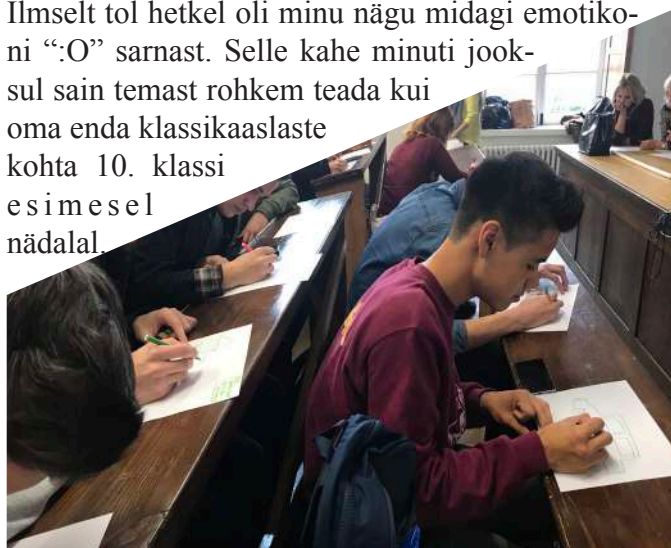 Ilmselt tol hetkel oli minu nägu midagi emotiko-
ni “:O” sarnast. Selle kahe minuti jook-
sul sain temast rohkem teada kui
oma enda klassikaaslaste
kohta 10. klassi
esimesel
nädalal.